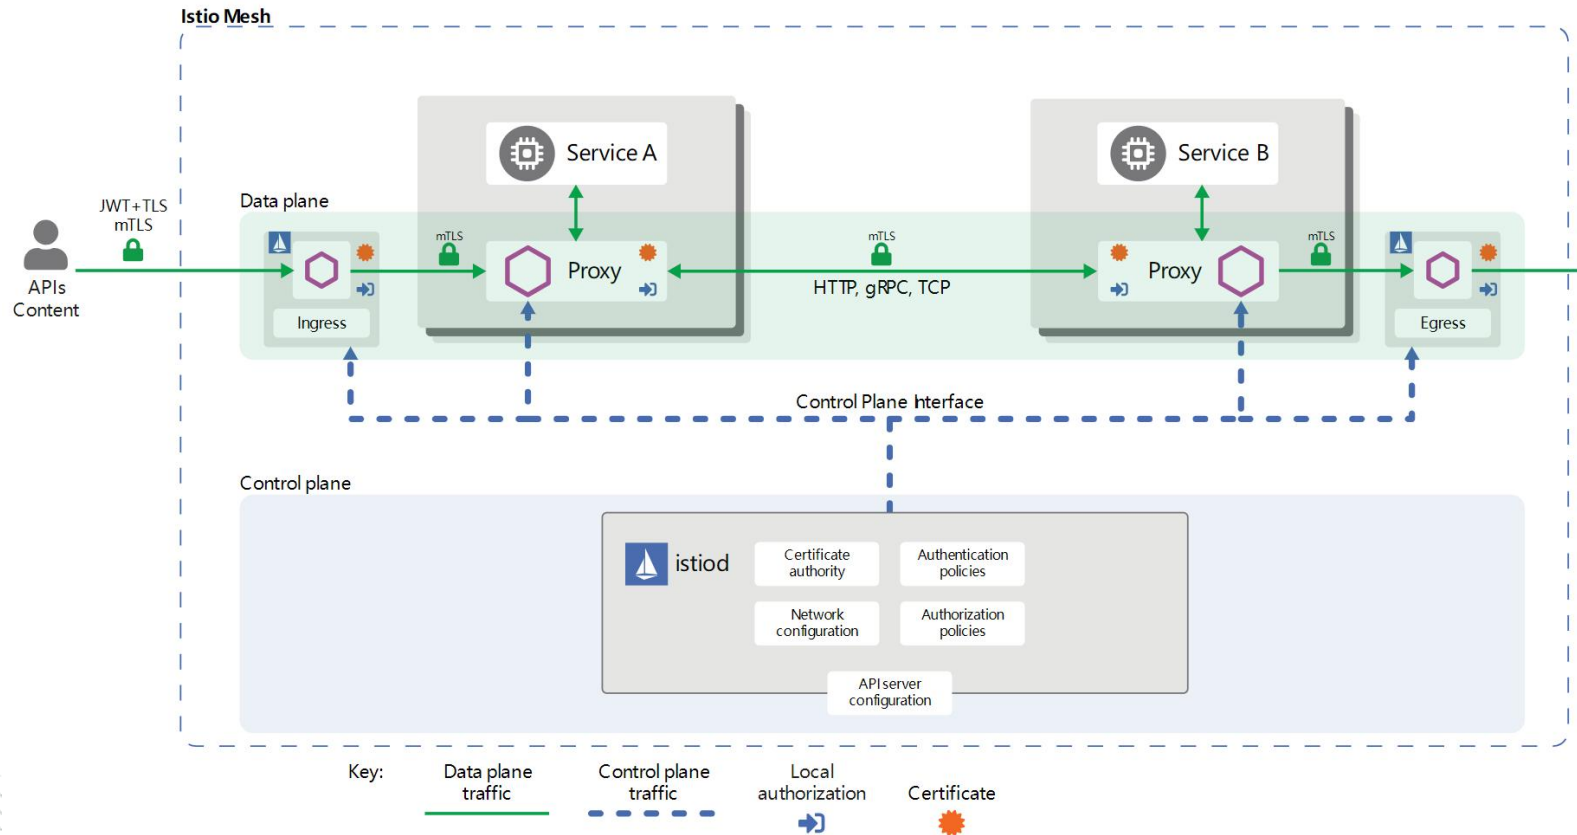 Istio Mesh
Service A
Service B
Data plane
JWT+TLS
mTLS
APIs
Content
Ingress
mTLS
Proxy
mTLS
HTTP, gRPC, TCP
Proxy
mTLS
Egress
Control Plane Interface
Control plane
istiod
Certificate
authority
Authentication
policies
Network
configuration
Authorization
policies
API server
configuration
Key:
Data plane
traffic
Control plane
traffic
Local
authorization
Certificate